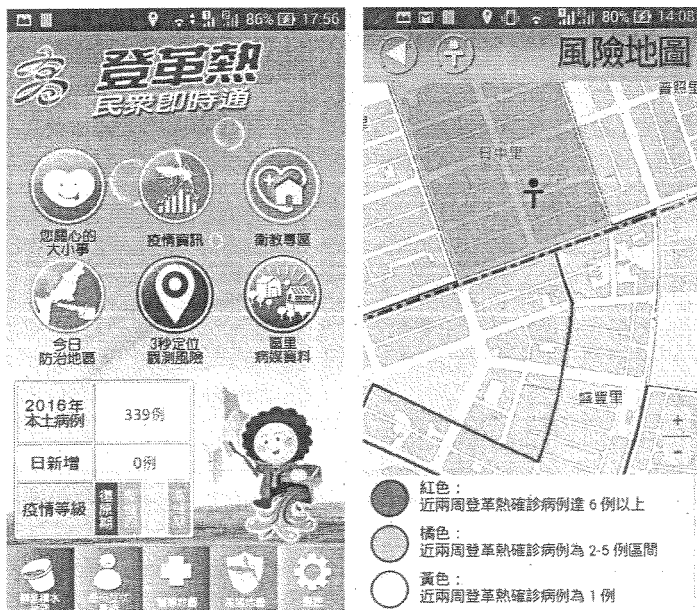 86% 17:56
登革熱
民眾即時通
您關心的
大小事
疫情資訊
衛教專區
今日
防治地區
3秒定位
觀測風險
區里
病媒資料
2016年
本土病例
339例
日新增
0例
疫情等級
80% 14:08
風險地圖
日中里
盛豐里
+
-
紅色：
近兩周登革熱確診病例達 6 例以上
橘色：
近兩周登革熱確診病例為 2-5 例區間
黃色：
近兩周登革熱確診病例為 1 例